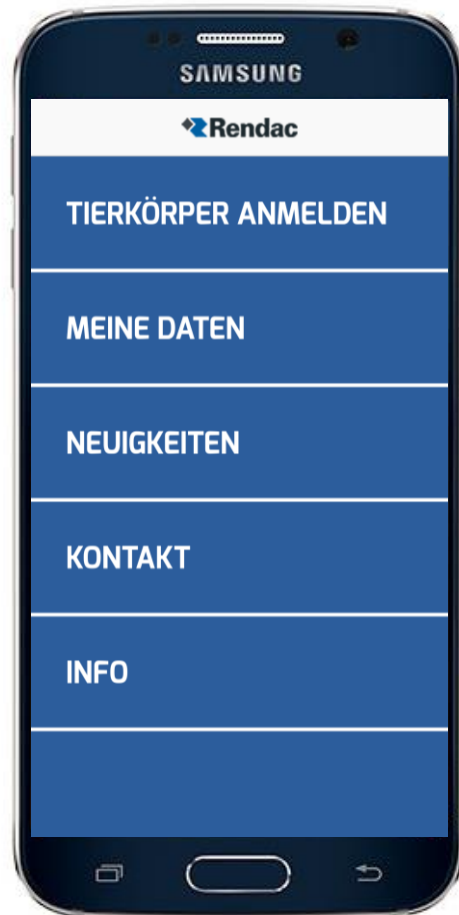 SAMSUNG
Rendac
TIERKÖRPER ANMELDEN
MEINE DATEN
NEUIGKEITEN
KONTAKT
INFO